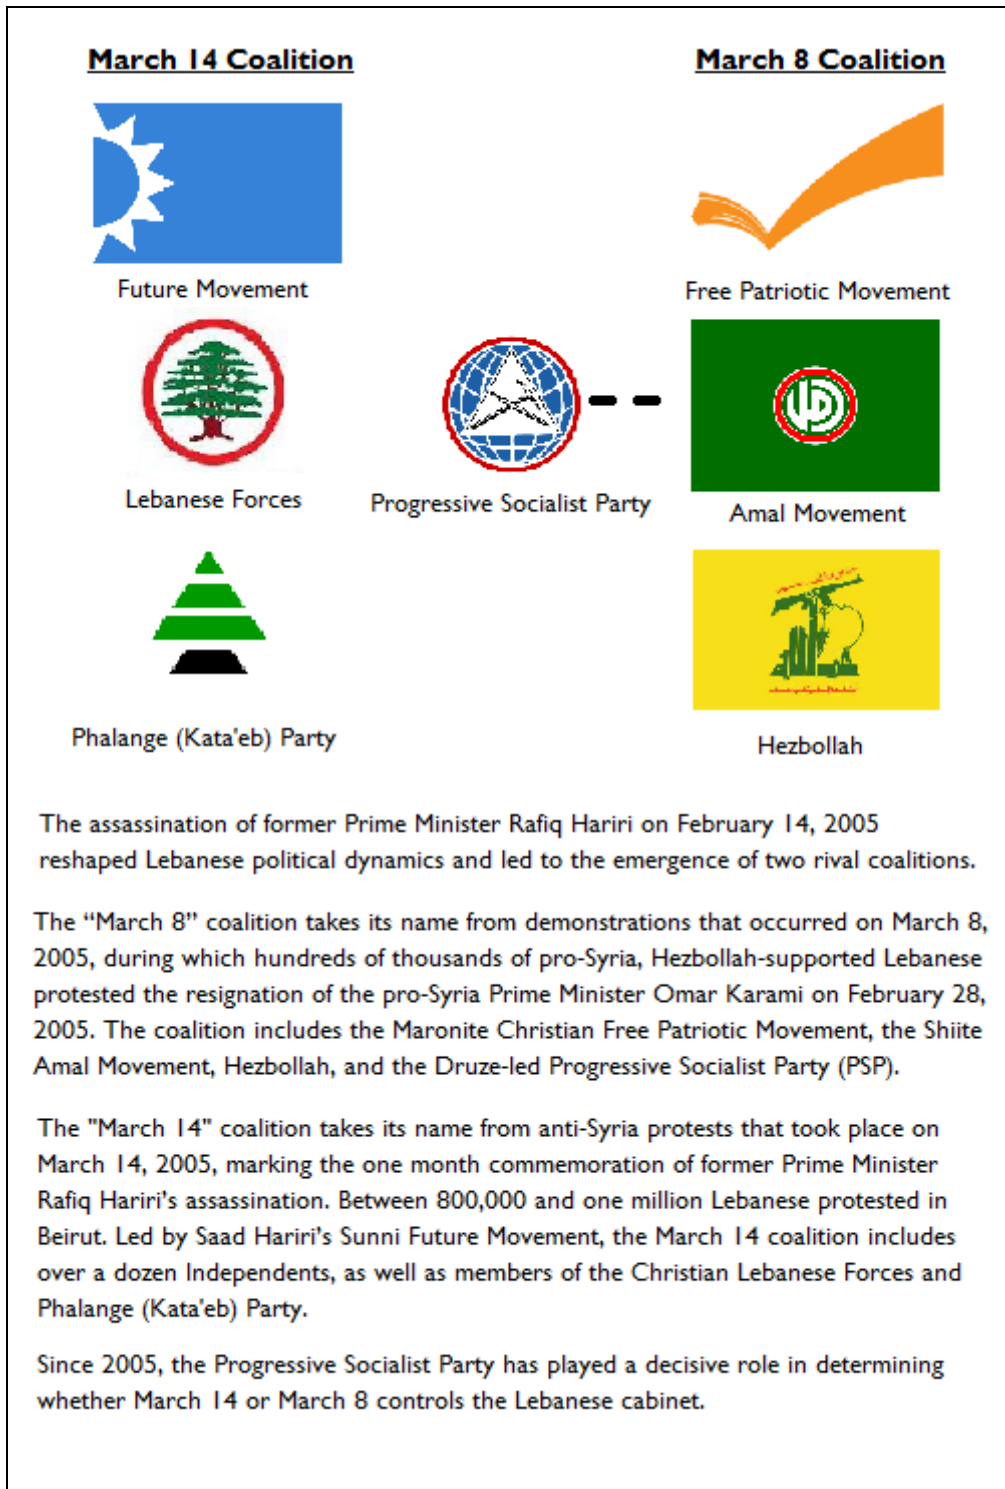 March 14 Coalition
March 8 Coalition
Future Movement
Free Patriotic Movement
Lebanese Forces
Progressive Socialist Party
Amal Movement
Phalange (Kata'eb) Party
Hezbollah
The assassination of former Prime Minister Rafiq Hariri on February 14, 2005
reshaped Lebanese political dynamics and led to the emergence of two rival coalitions.
The “March 8” coalition takes its name from demonstrations that occurred on March 8,
2005, during which hundreds of thousands of pro-Syria, Hezbollah-supported Lebanese
protested the resignation of the pro-Syria Prime Minister Omar Karami on February 28,
2005. The coalition includes the Maronite Christian Free Patriotic Movement, the Shiite
Amal Movement, Hezbollah, and the Druze-led Progressive Socialist Party (PSP).
The "March 14" coalition takes its name from anti-Syria protests that took place on
March 14, 2005, marking the one month commemoration of former Prime Minister
Rafiq Hariri's assassination. Between 800,000 and one million Lebanese protested in
Beirut. Led by Saad Hariri's Sunni Future Movement, the March 14 coalition includes
over a dozen Independents, as well as members of the Christian Lebanese Forces and
Phalange (Kata'eb) Party.
Since 2005, the Progressive Socialist Party has played a decisive role in determining
whether March 14 or March 8 controls the Lebanese cabinet.